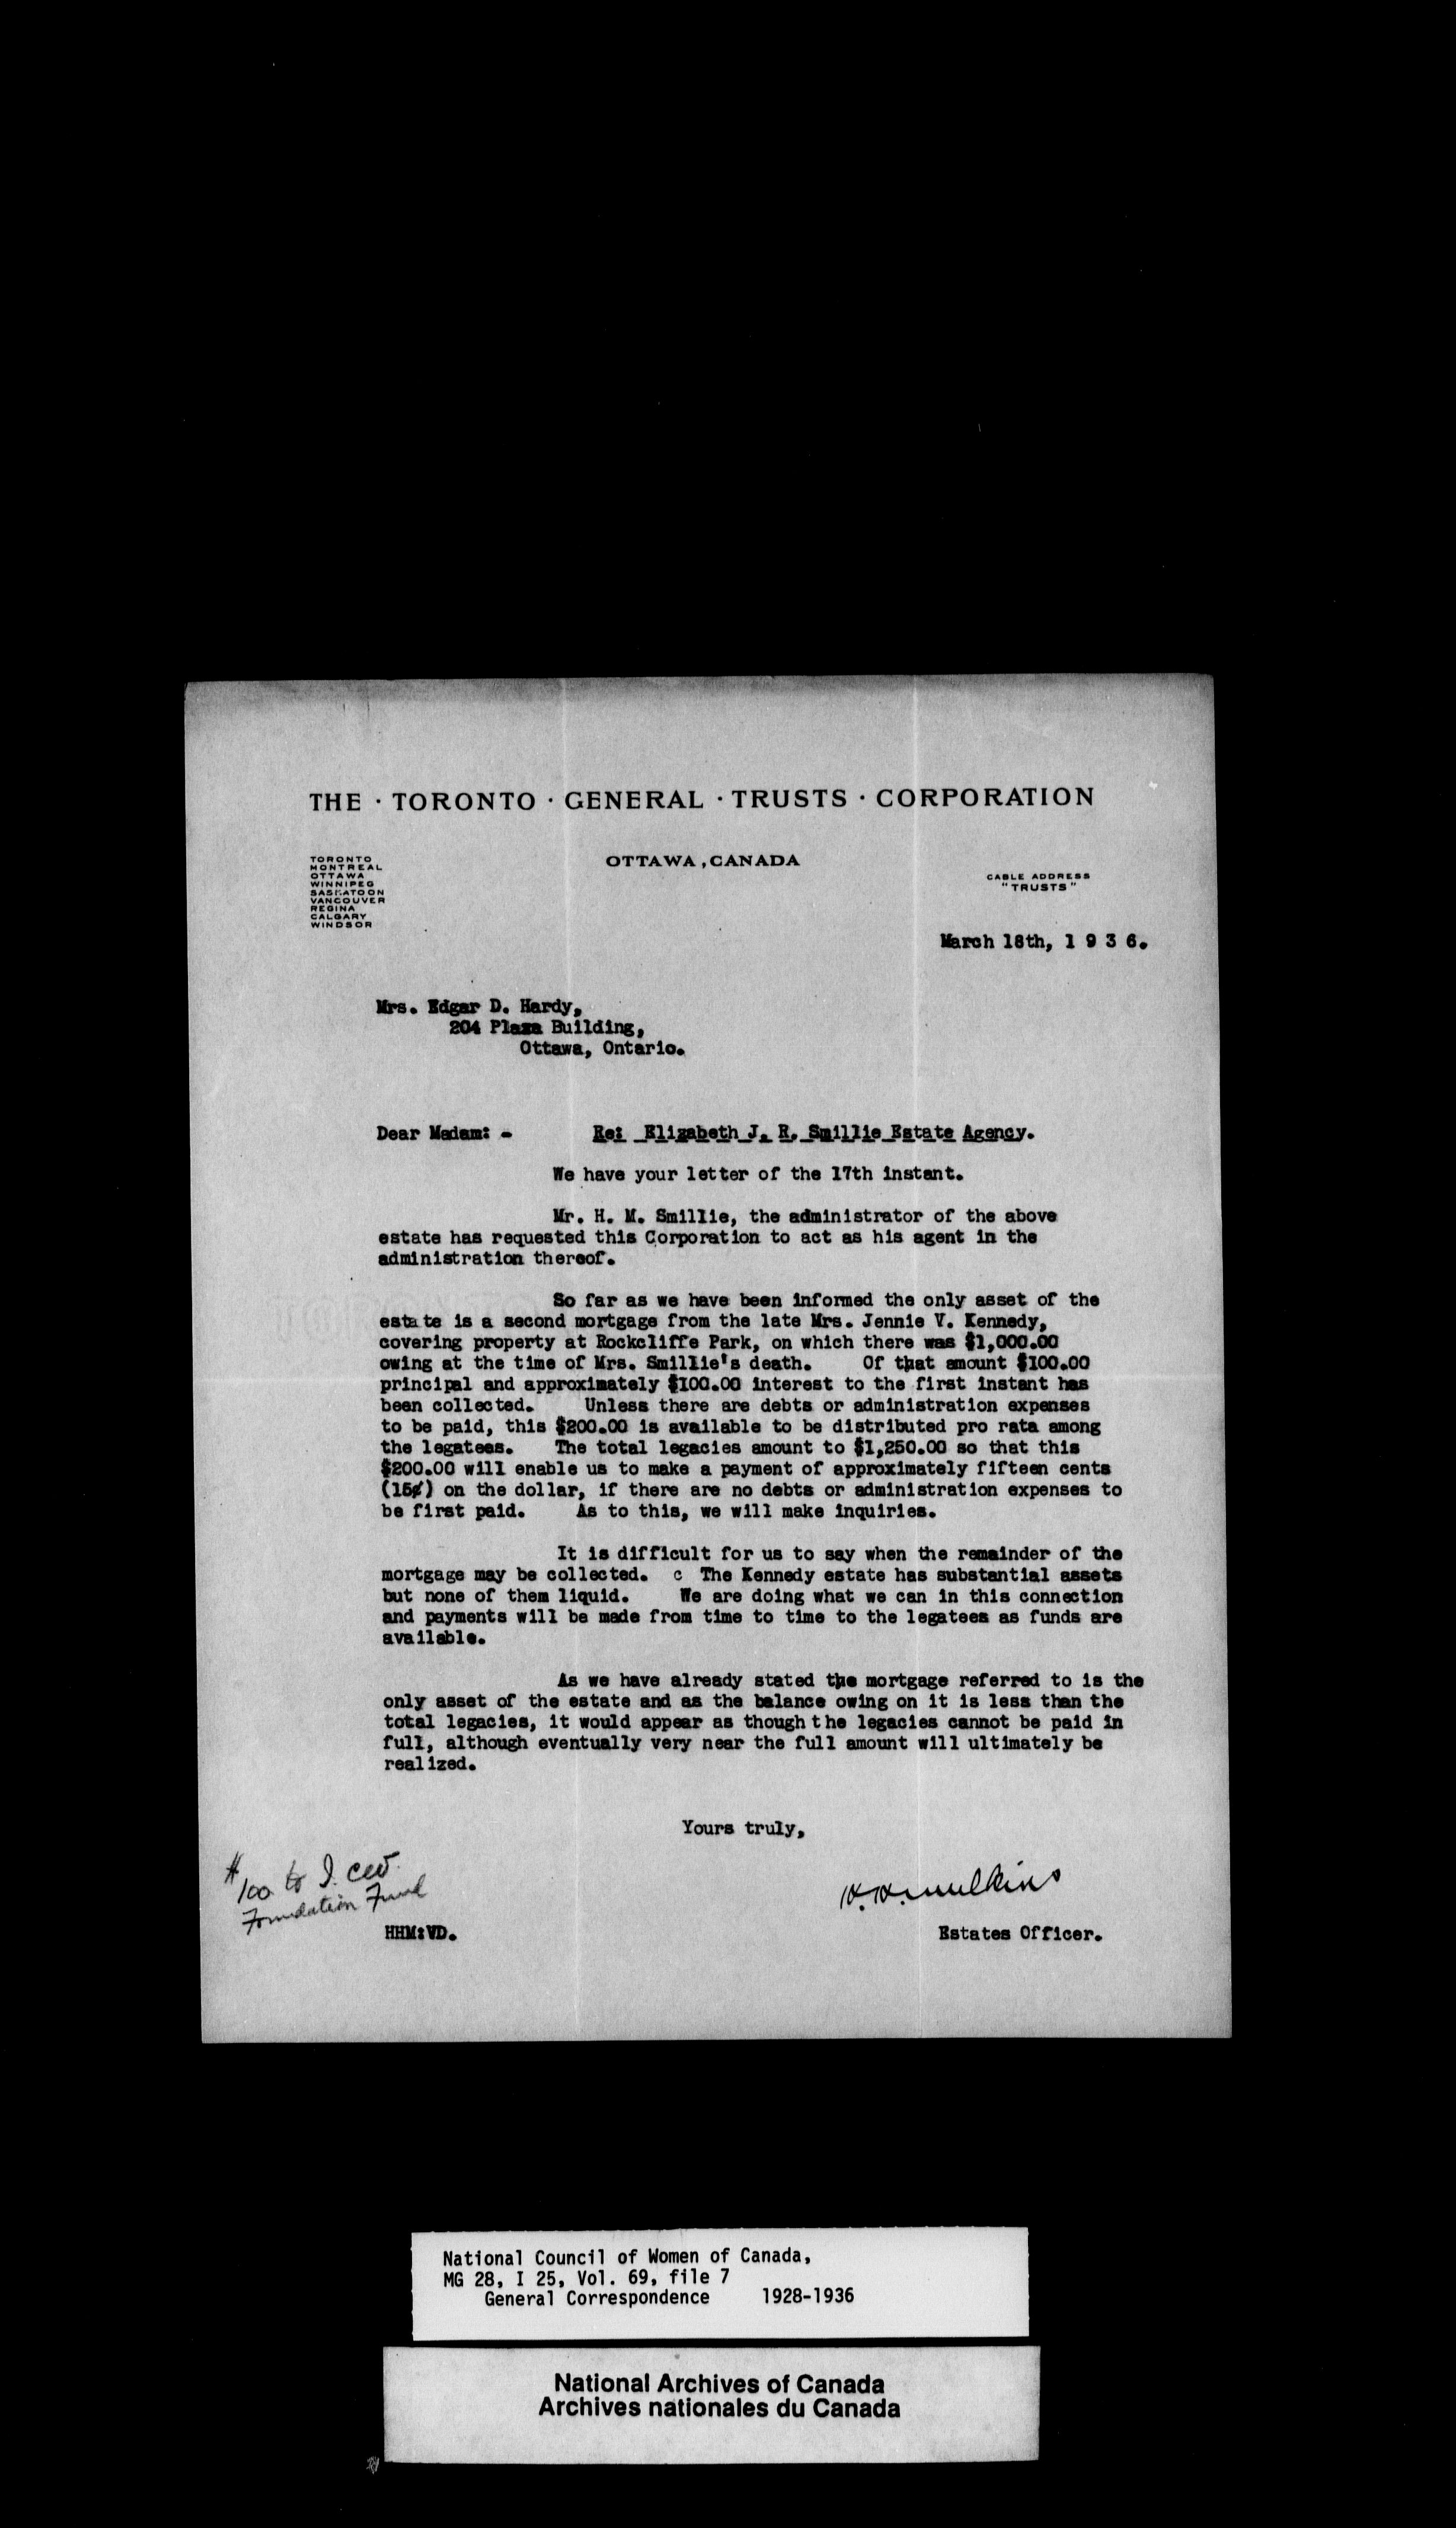 THE · TORONTO · GENERAL · TRUSTS · CORPORATION
OTTAWA, CANADA
TORONTO
MONTREAL
OTTAWA
WINNIPEG
SASKATOON
VANCOUVER
REGINA
CALGARY
WINDSOR
CABLE ADDRESS
"TRUSTS"
March 18th, 1 9 3 6.
Mrs. Edgar D. Hardy,
204 Plaza Building,
Ottawa, Ontario.
Dear Madam: - Re: Elizabeth J. R. Smillie Estate Agency.
We have your letter of the 17th instant.
Mr. H. M. Smillie, the administrator of the above
estate has requested this Corporation to act as his agent in the
administration thereof.
So far as we have been informed the only asset of the
estate is a second mortgage from the late Mrs. Jennie V. Kennedy,
covering property at Rockcliffe Park, on which there was $1,000.00
owing at the time of Mrs. Smillie's death. Of that amount $100.00
principal and approximately $100.00 interest to the first instant has
been collected. Unless there are debts or administration expenses
to be paid, this $200.00 is available to be distributed pro rata among
the legatees. The total legacies amount to $1,250.00 so that this
$200.00 will enable us to make a payment of approximately fifteen cents
(15¢) on the dollar, if there are no debts or administration expenses to
be first paid. As to this, we will make inquiries.
It is difficult for us to say when the remainder of the
mortgage may be collected. c The Kennedy estate has substantial assets
but none of them liquid. We are doing what we can in this connection
and payments will be made from time to time to the legatees as funds are
available.
As we have already stated the mortgage referred to is the
only asset of the estate and as the balance owing on it is less than the
total legacies, it would appear as though the legacies cannot be paid in
full, although eventually very near the full amount will ultimately be
realized.
Yours truly,
$100 to I. C W.
Foundation Fund
H.H. Mulkins
HHM:VD.
Estates Officer.
National Council of Women of Canada,
MG 28, I 25, Vol. 69, file 7
General Correspondence 1928-1936
National Archives of Canada
Archives nationales du Canada